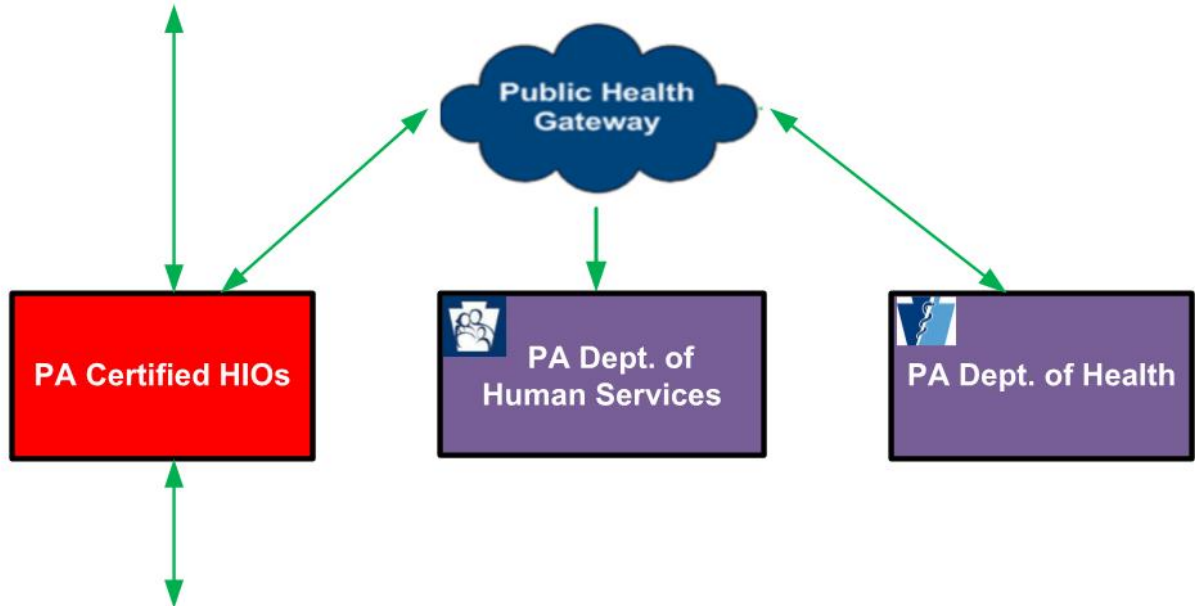 Public Health
Gateway
PA Certified HIOs
PA Dept. of
Human Services
PA Dept. of Health